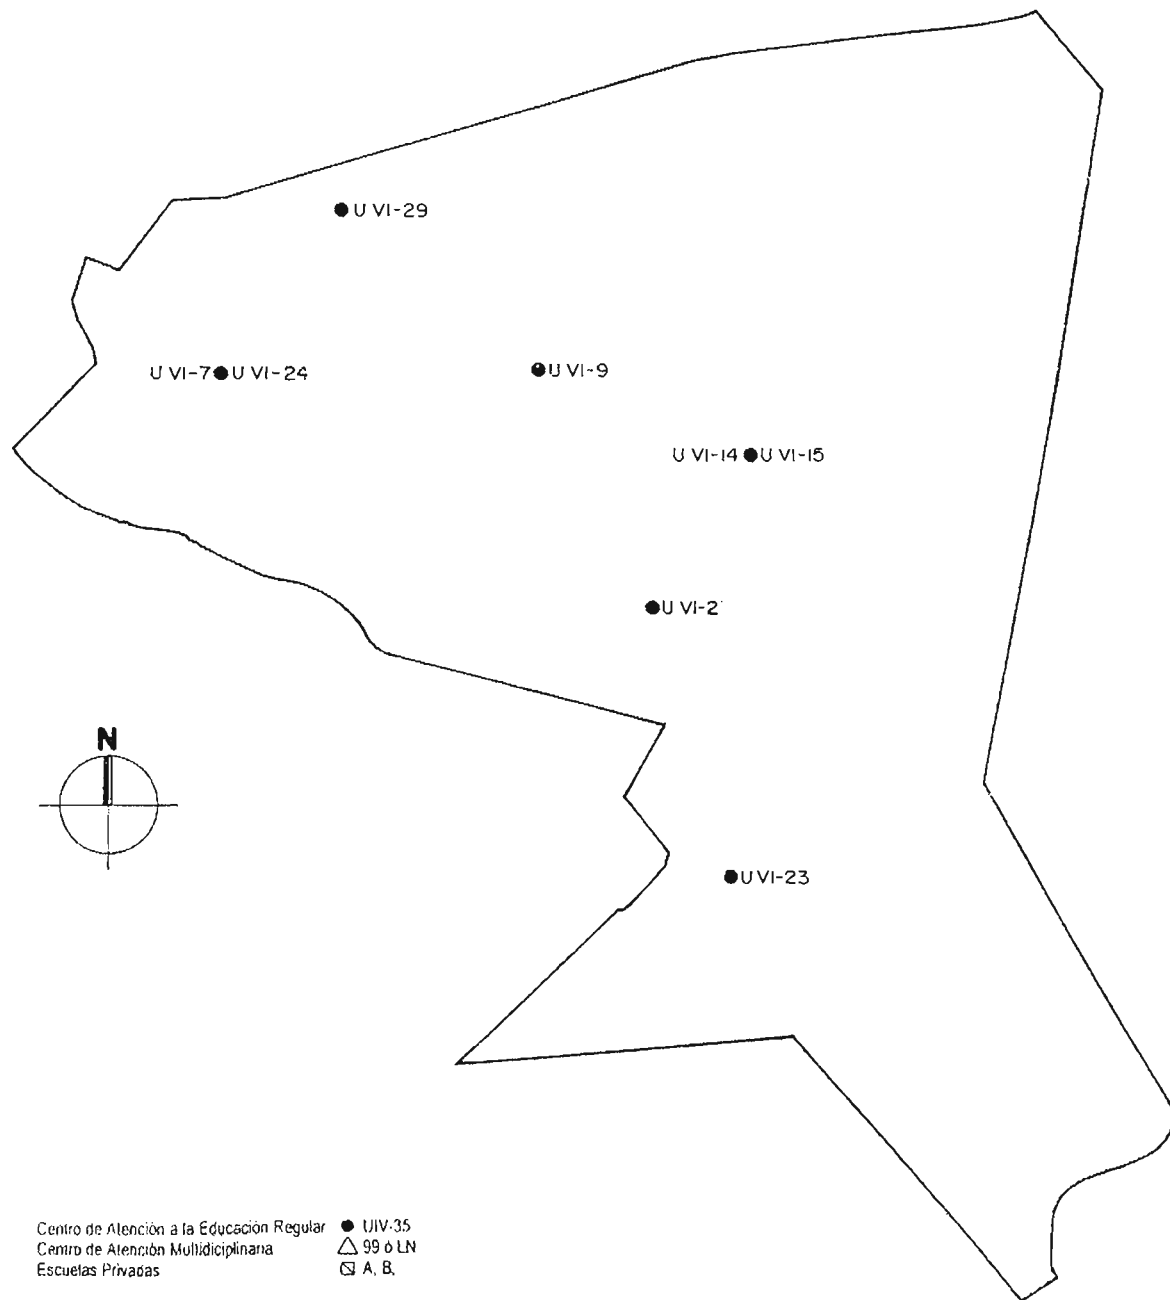 U VI-29
U VI-7 U VI-24
U VI-9
U VI-14 U VI-15
U VI-2
N
U VI-23
Centro de Atención a la Educación Regular ● UIV-35
Centro de Atención Multidiciplinaria △ 99 ó LN
Escuelas Privadas A, B,